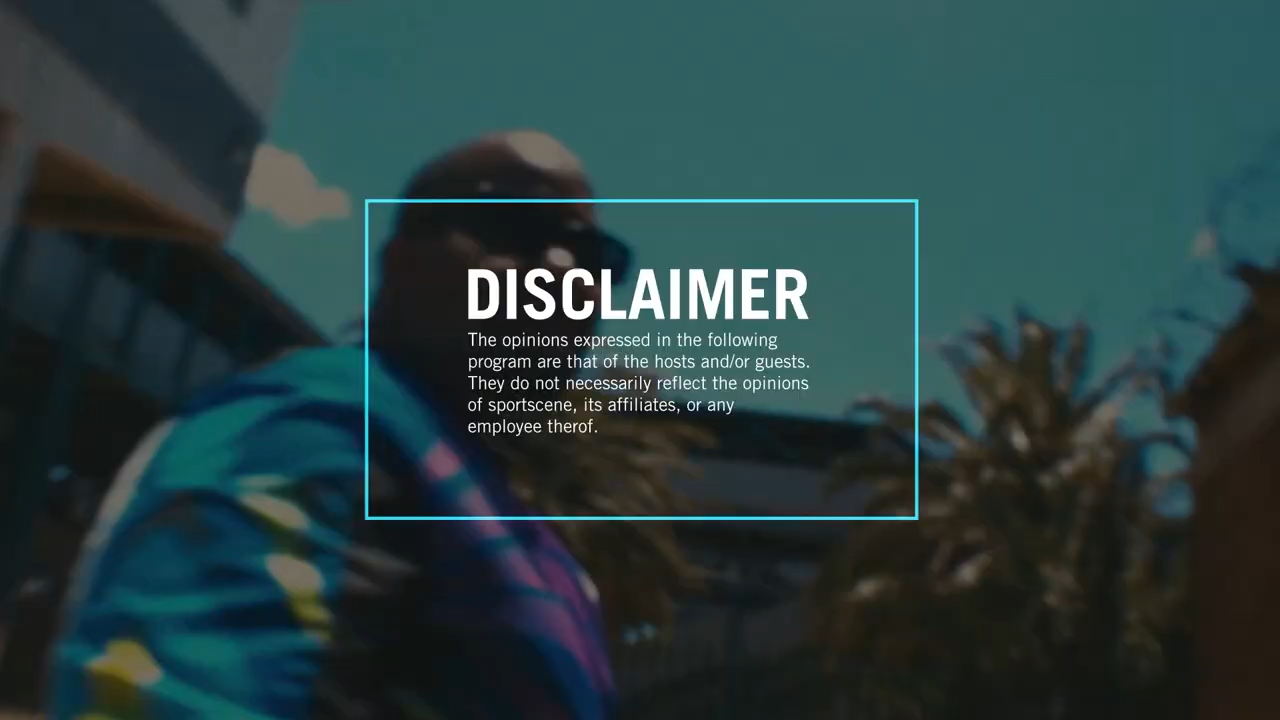 DISCLAIMER
The opinions expressed in the following
program are that of the hosts and/or guests.
They do not necessarily reflect the opinions
of sportscene, its affiliates, or any
employee therof.